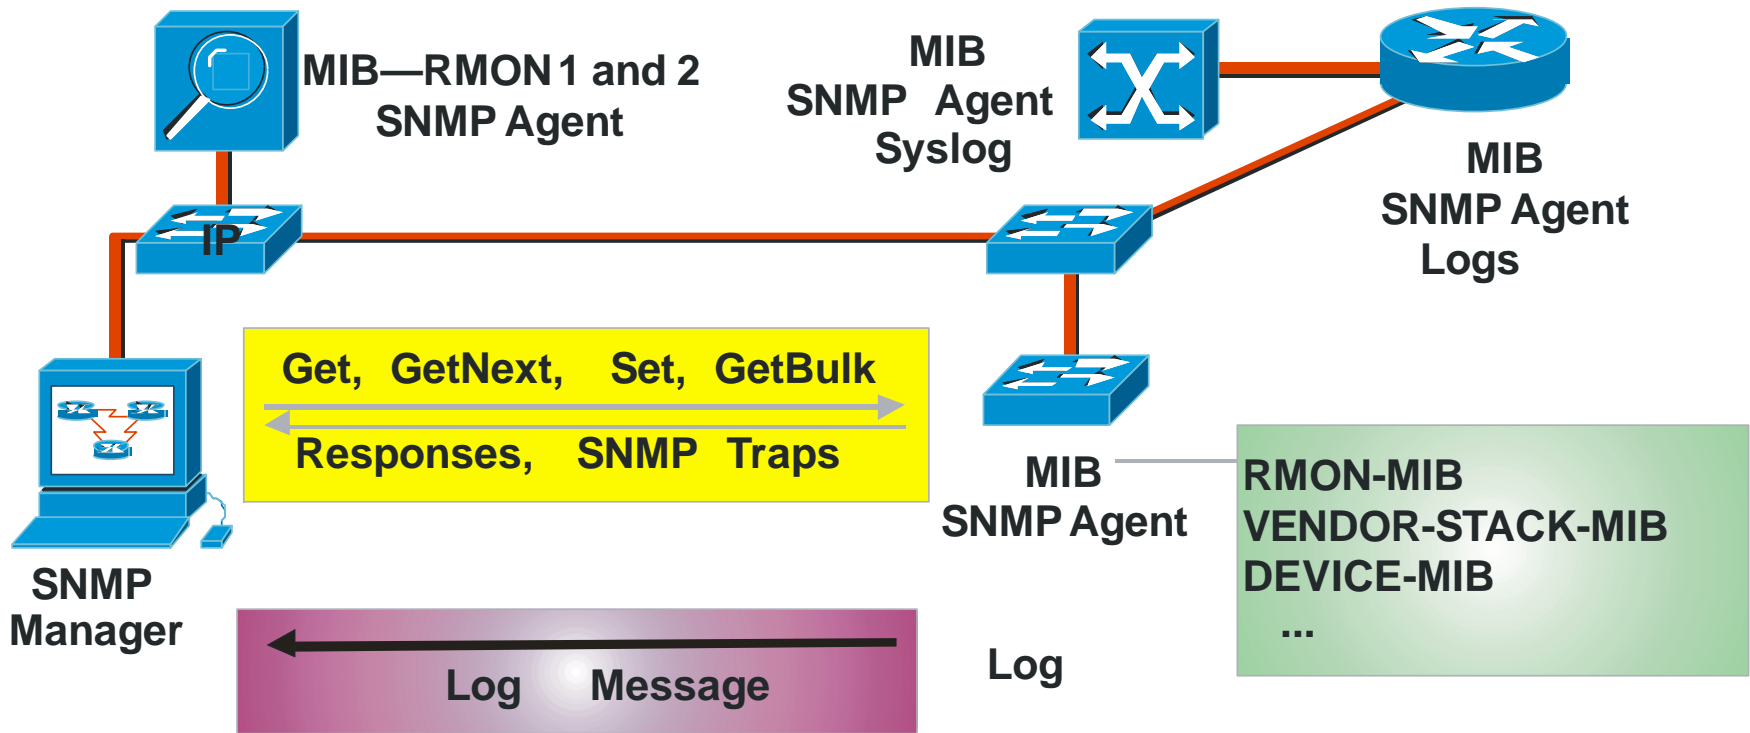 MIB—RMON 1 and 2
SNMP Agent
MIB
SNMP Agent
Syslog
MIB
SNMP Agent
Logs
IP
Get, GetNext, Set, GetBulk
Responses, SNMP Traps
MIB
SNMP Agent
RMON-MIB
VENDOR-STACK-MIB
DEVICE-MIB
...
SNMP
Manager
Log Message
Log